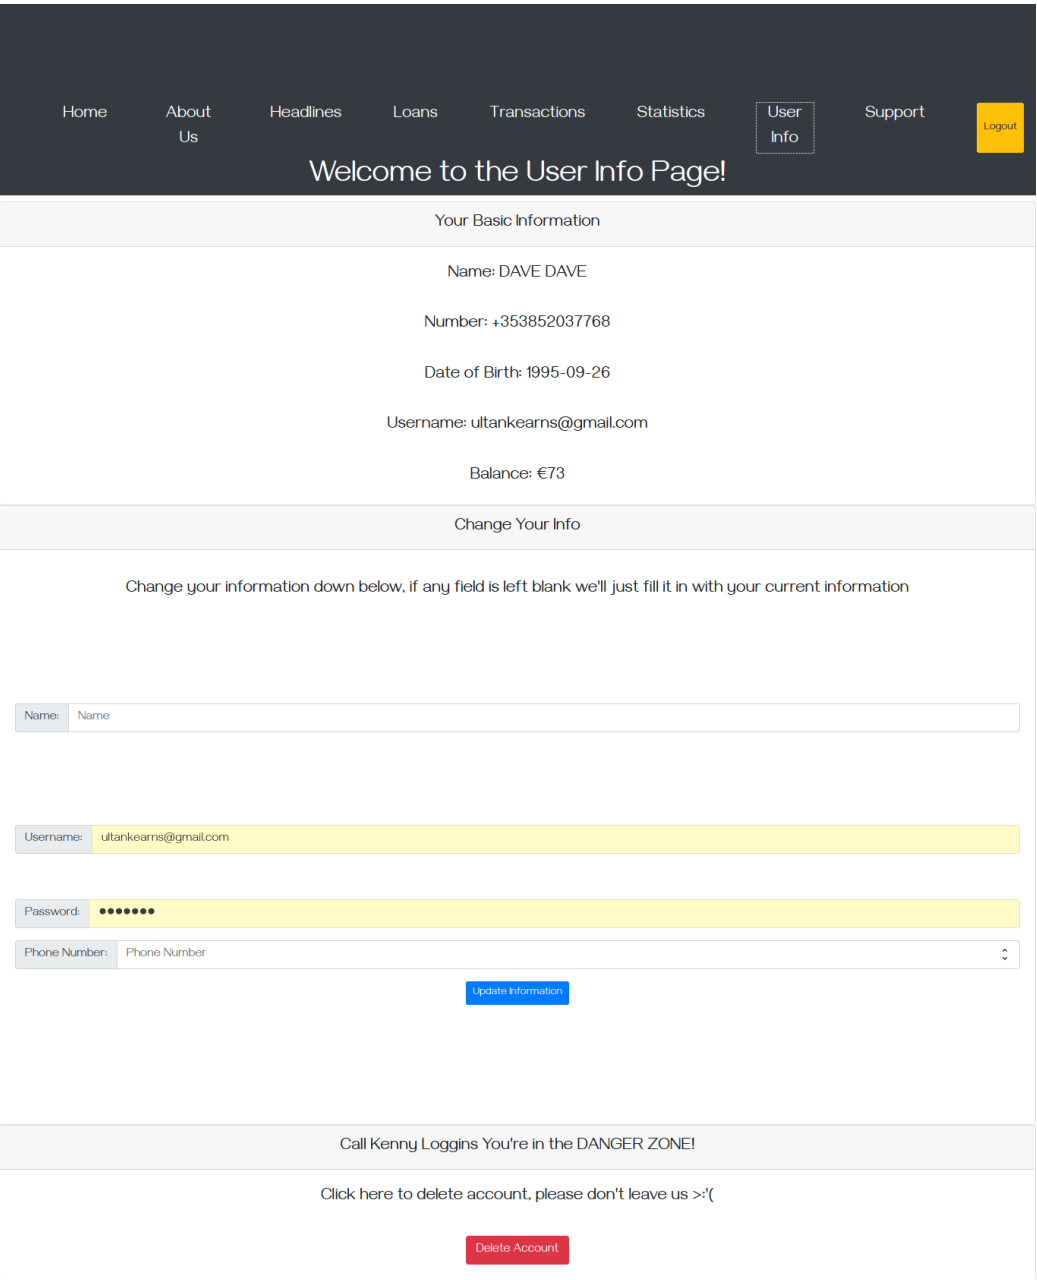 Home About Us Headlines Loans Transactions Statistics User Info Support Logout
Welcome to the User Info Page!
Your Basic Information
Name: DAVE DAVE
Number: +353852037768
Date of Birth: 1995-09-26
Username: ultankearns@gmail.com
Balance: €73
Change Your Info
Change your information down below, if any field is left blank we'll just fill it in with your current information
Name: Name
Username: ultankearns@gmail.com
Password: ●●●●●●●
Phone Number: Phone Number
Update Information
Call Kenny Loggins You're in the DANGER ZONE!
Click here to delete account, please don't leave us >:'(
Delete Account